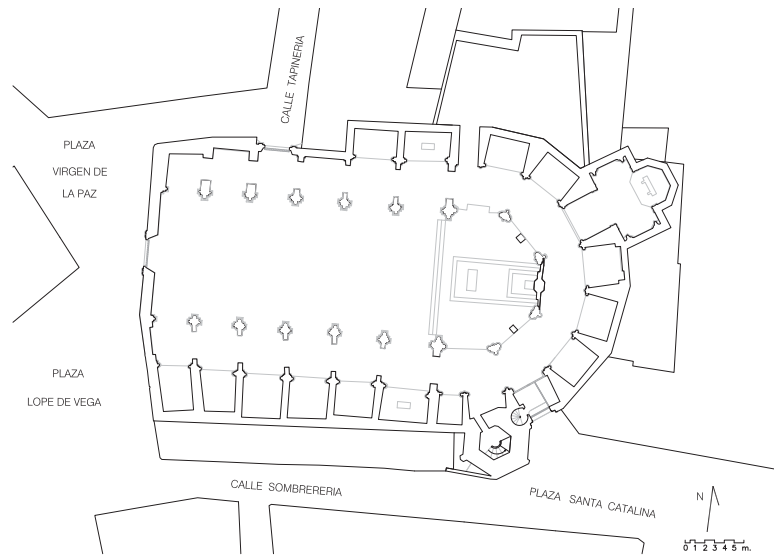 CALLE TAPINERIA
PLAZA
VIRGEN DE
LA PAZ
PLAZA
LOPE DE VEGA
CALLE SOMBRERERIA
PLAZA SANTA CATALINA
N
0 1 2 3 4 5 m.